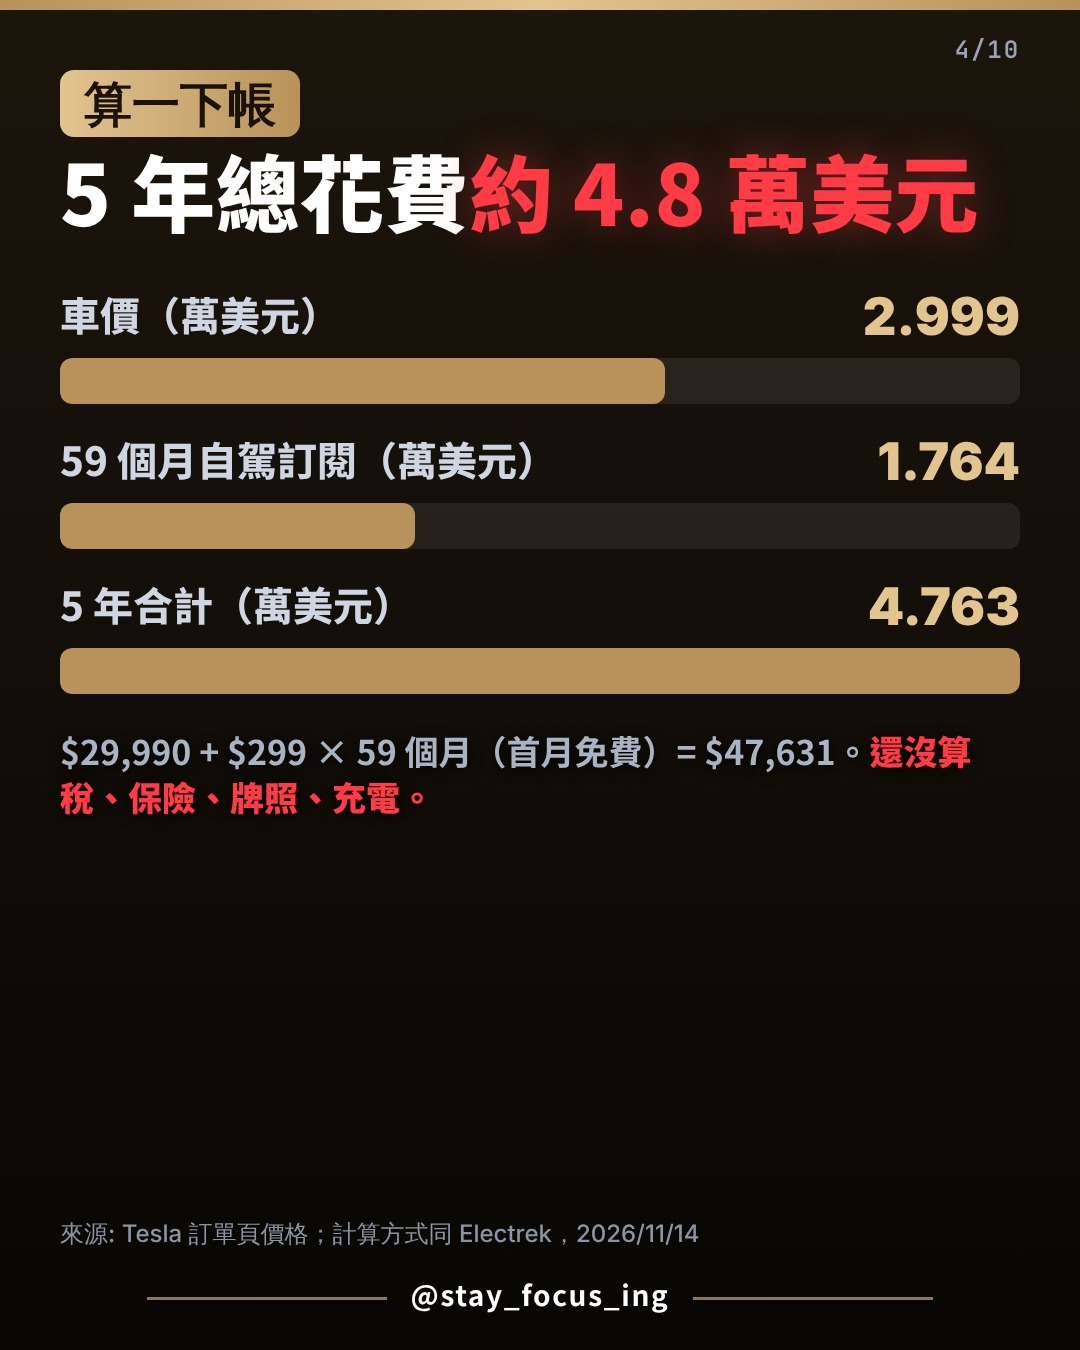 4/10
算一下帳
5 年總花費約 4.8 萬美元
車價（萬美元） 2.999
59 個月自駕訂閱（萬美元） 1.764
5 年合計（萬美元） 4.763
$29,990 + $299 × 59 個月（首月免費）= $47,631。還沒算
稅、保險、牌照、充電。
來源: Tesla 訂單頁價格；計算方式同 Electrek，2026/11/14
@stay_focus_ing